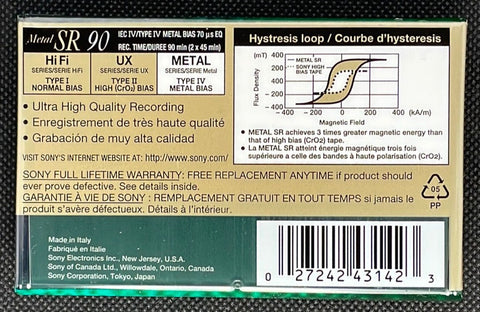 Metal SR 90
IEC IV/TYPE IV METAL BIAS 70 µs EQ
REC. TIME/DURÉE 90 min (2 x 45 min)
HiFi
SERIES/SÉRIE HiFi
TYPE I
NORMAL BIAS
UX
SERIES/SÉRIE UX
TYPE II
HIGH (CrO₂) BIAS
METAL
SERIES/SÉRIE Metal
TYPE IV
METAL BIAS
• Ultra High Quality Recording
• Enregistrement de très haute qualité
• Grabación de muy alta calidad
VISIT SONY'S INTERNET WEBSITE AT: http://www.sony.com/
Hystresis loop / Courbe d'hysteresis
(mT)
400
200
0
-200
-400
Flux Density
METAL SR
SONY HIGH
BIAS TAPE
-400 -200 0 200 400 (kA/m)
Magnetic Field
• METAL SR achieves 3 times greater magnetic energy than
that of high bias (CrO2) tape.
• La METAL SR atteint énergie magnétique trois fois
supérieure a celle des bandes à haute polarisation (CrO2).
SONY FULL LIFETIME WARRANTY: FREE REPLACEMENT ANYTIME if product should
ever prove defective. See details inside.
GARANTIE À VIE DE SONY : REMPLACEMENT GRATUIT EN TOUT TEMPS si jamais le
produit s'avère défectueux. Détails à l'intérieur.
05
PP
Made in Italy
Fabriqué en Italie
Sony Electronics Inc., New Jersey, U.S.A.
Sony of Canada Ltd., Willowdale, Ontario, Canada
Sony Corporation, Tokyo, Japan
0 27242 43142 3